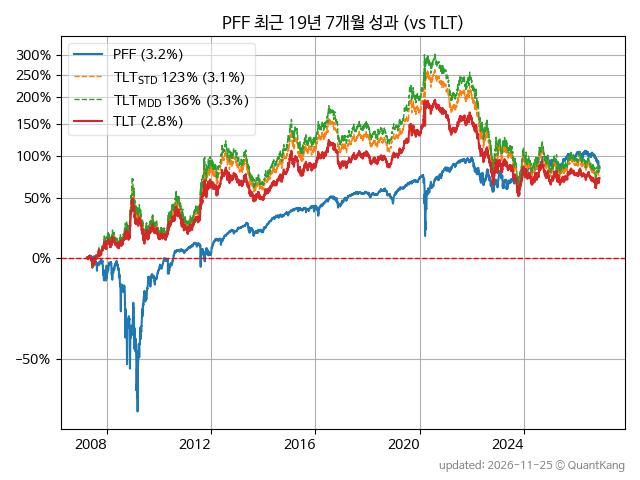 PFF 최근 19년 7개월 성과 (vs TLT)
PFF (3.2%)
TLT_STD 123% (3.1%)
TLT_MDD 136% (3.3%)
TLT (2.8%)
300%
250%
200%
150%
100%
50%
0%
−50%
2008 2012 2016 2020 2024
updated: 2026-11-25 © QuantKang